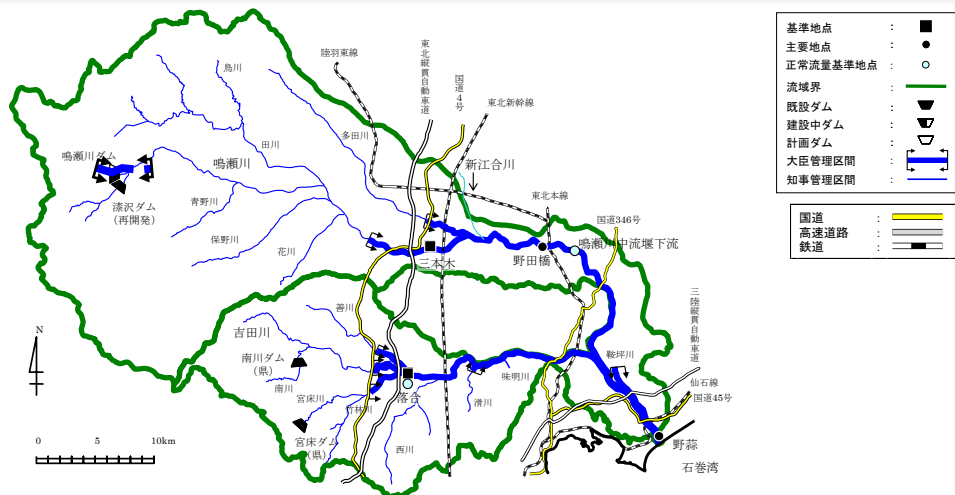 基準地点 :
主要地点 :
正常流量基準地点 :
流域界 :
既設ダム :
建設中ダム :
計画ダム :
大臣管理区間 :
知事管理区間 :
国道 :
高速道路 :
鉄道 :
陸羽東線
東北縦貫自動車道
国道4号
東北新幹線
鳥川
多田川
田川
新江合川
鳴瀬川ダム
鳴瀬川
漆沢ダム
(再開発)
青野川
保野川
花川
東北本線
国道346号
三本木
野田橋
鳴瀬川中流堰下流
三陸縦貫自動車道
善川
吉田川
南川ダム
(県)
南川
宮床川
竹林川
宮床ダム
(県)
落合
西川
滑川
味明川
鞍坪川
仙石線
国道45号
野蒜
石巻湾
N
0 5 10km